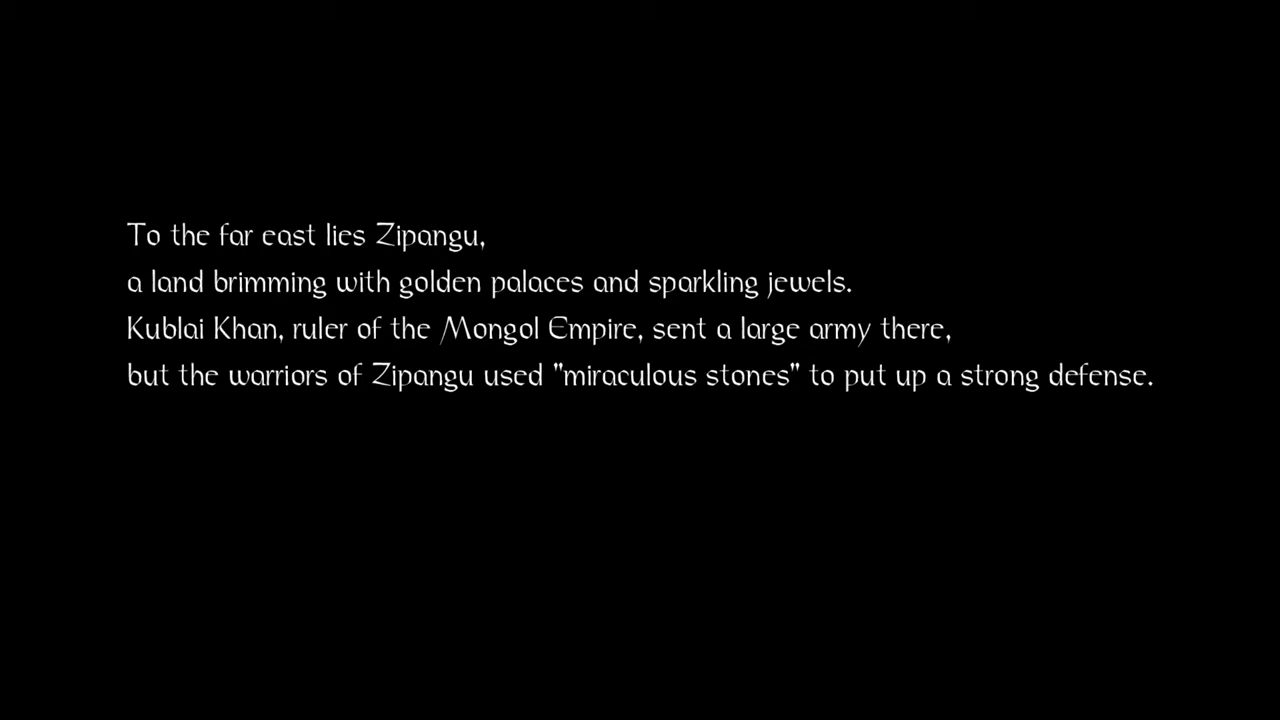 To the far east lies Zipangu,
a land brimming with golden palaces and sparkling jewels.
Kublai Khan, ruler of the Mongol Empire, sent a large army there,
but the warriors of Zipangu used "miraculous stones" to put up a strong defense.